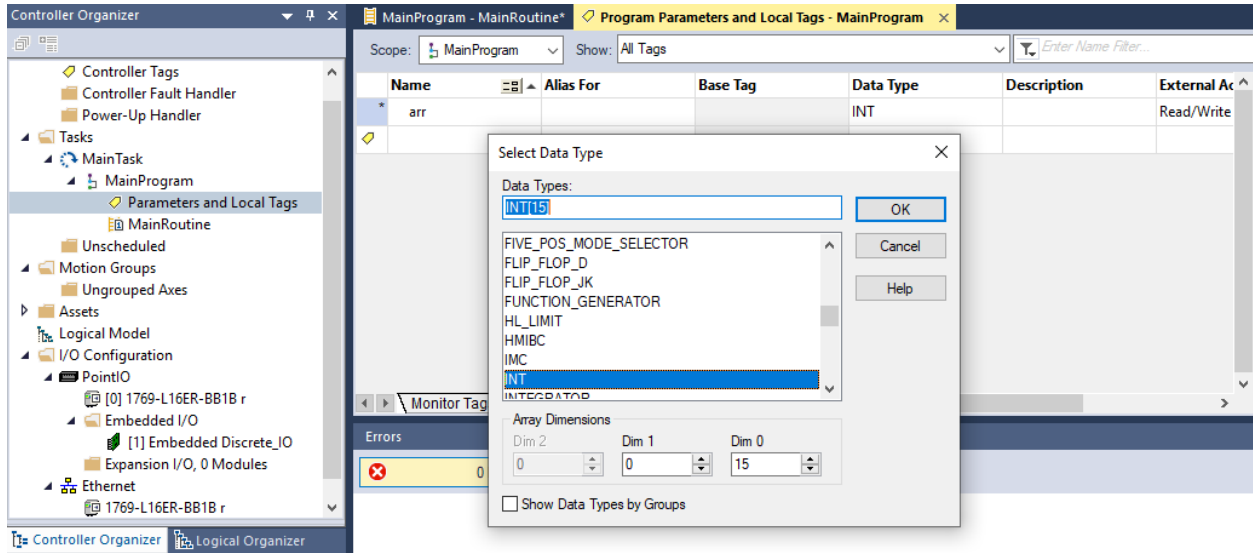 Controller Organizer
MainProgram - MainRoutine*
Program Parameters and Local Tags - MainProgram
Scope: MainProgram
Show: All Tags
Enter Name Filter...
Controller Tags
Controller Fault Handler
Power-Up Handler
Tasks
MainTask
MainProgram
Parameters and Local Tags
MainRoutine
Unscheduled
Motion Groups
Ungrouped Axes
Assets
Logical Model
I/O Configuration
PointIO
[0] 1769-L16ER-BB1B r
Embedded I/O
[1] Embedded Discrete_IO
Expansion I/O, 0 Modules
Ethernet
1769-L16ER-BB1B r
Controller Organizer
Logical Organizer
Name Alias For Base Tag Data Type Description External Ac
* arr INT Read/Write
Select Data Type
Data Types:
INT[15]
OK
FIVE_POS_MODE_SELECTOR
FLIP_FLOP_D
FLIP_FLOP_JK
FUNCTION_GENERATOR
HL_LIMIT
HMIBC
IMC
INT
INTEGRATOR
Cancel
Help
Array Dimensions
Dim 2 Dim 1 Dim 0
0 0 15
Show Data Types by Groups
Monitor Tag
Errors
0